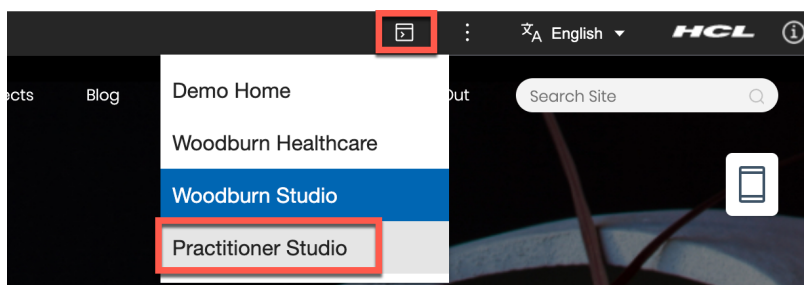 English
HCL
ects
Blog
Out
Search Site
Demo Home
Woodburn Healthcare
Woodburn Studio
Practitioner Studio